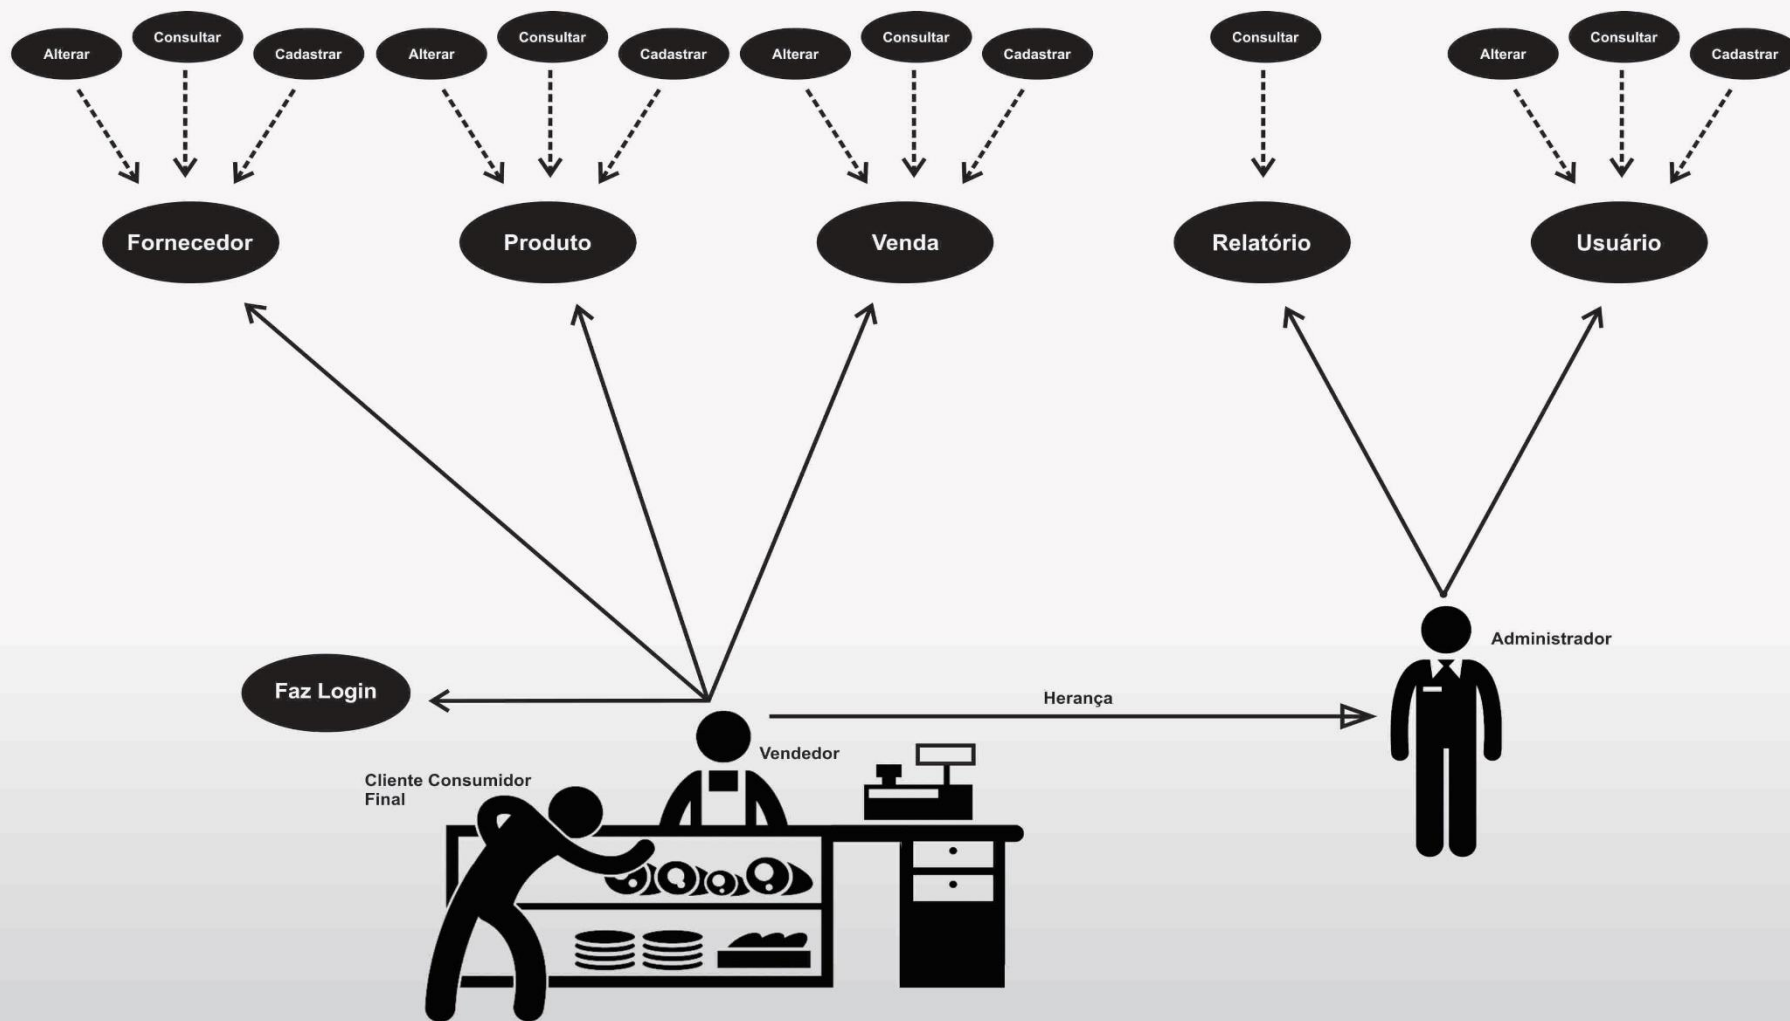 Alterar
Consultar
Cadastrar
Alterar
Consultar
Cadastrar
Alterar
Consultar
Cadastrar
Consultar
Alterar
Consultar
Cadastrar
Fornecedor
Produto
Venda
Relatório
Usuário
Administrador
Faz Login
Herança
Vendedor
Cliente Consumidor
Final